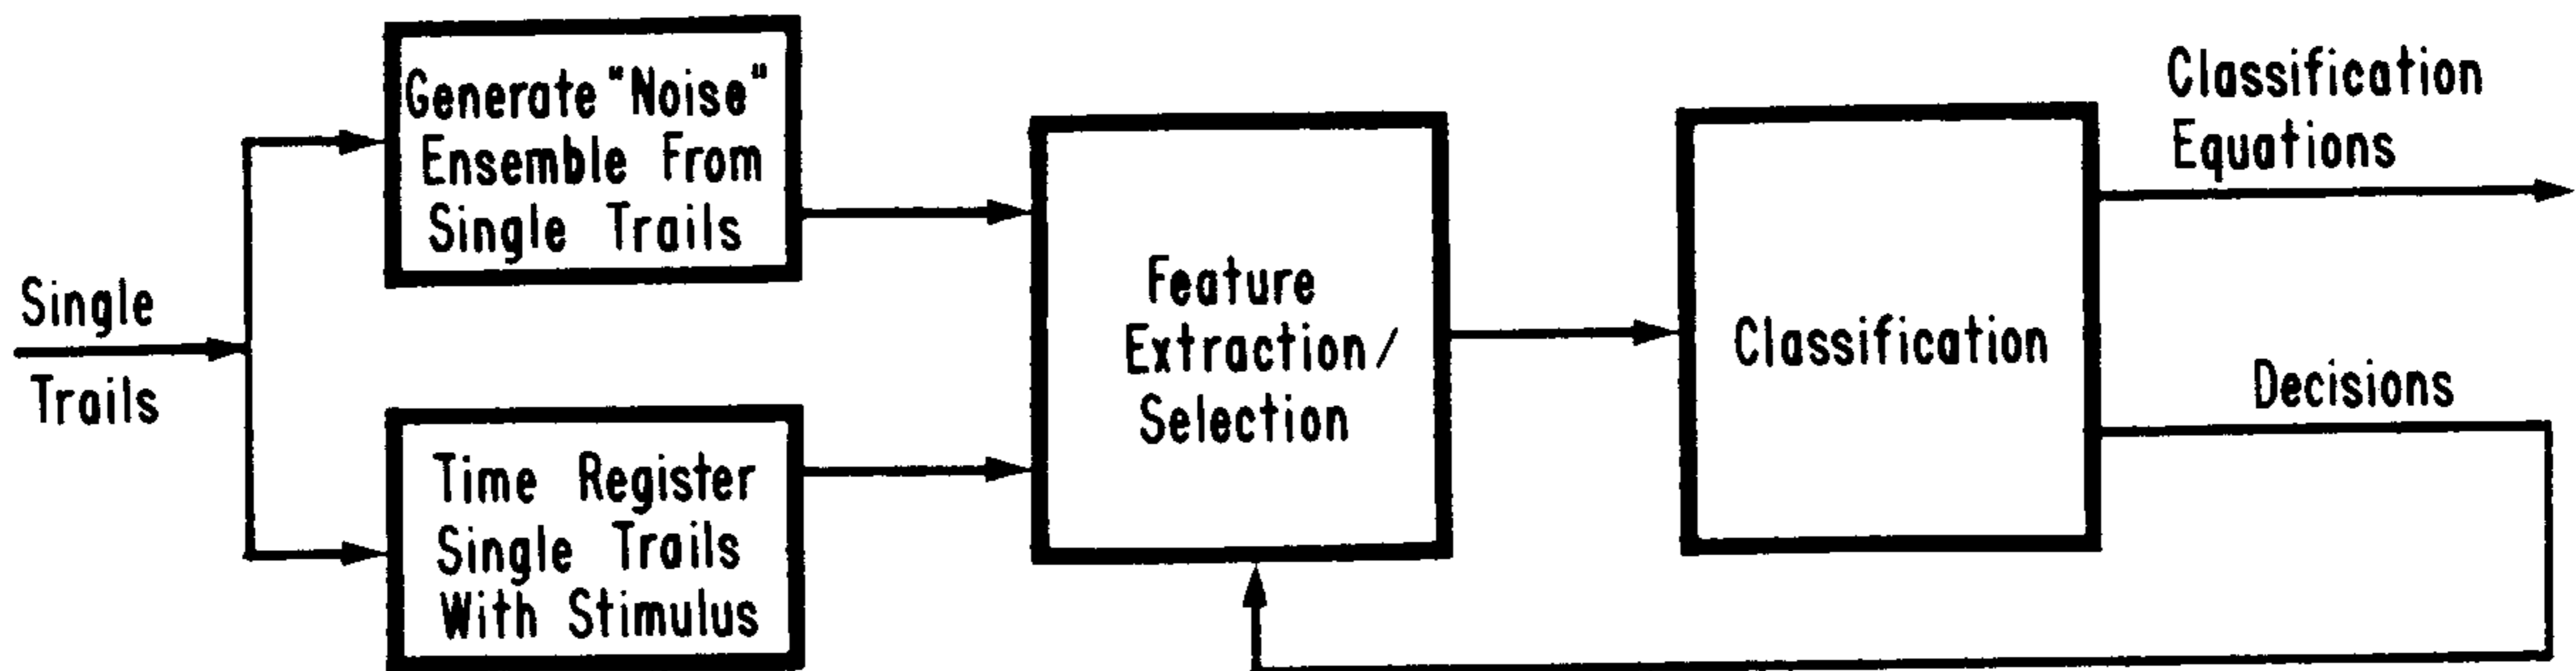 Single
Trails
Generate "Noise"
Ensemble From
Single Trails
Time Register
Single Trails
With Stimulus
Feature
Extraction/
Selection
Classification
Classification
Equations
Decisions